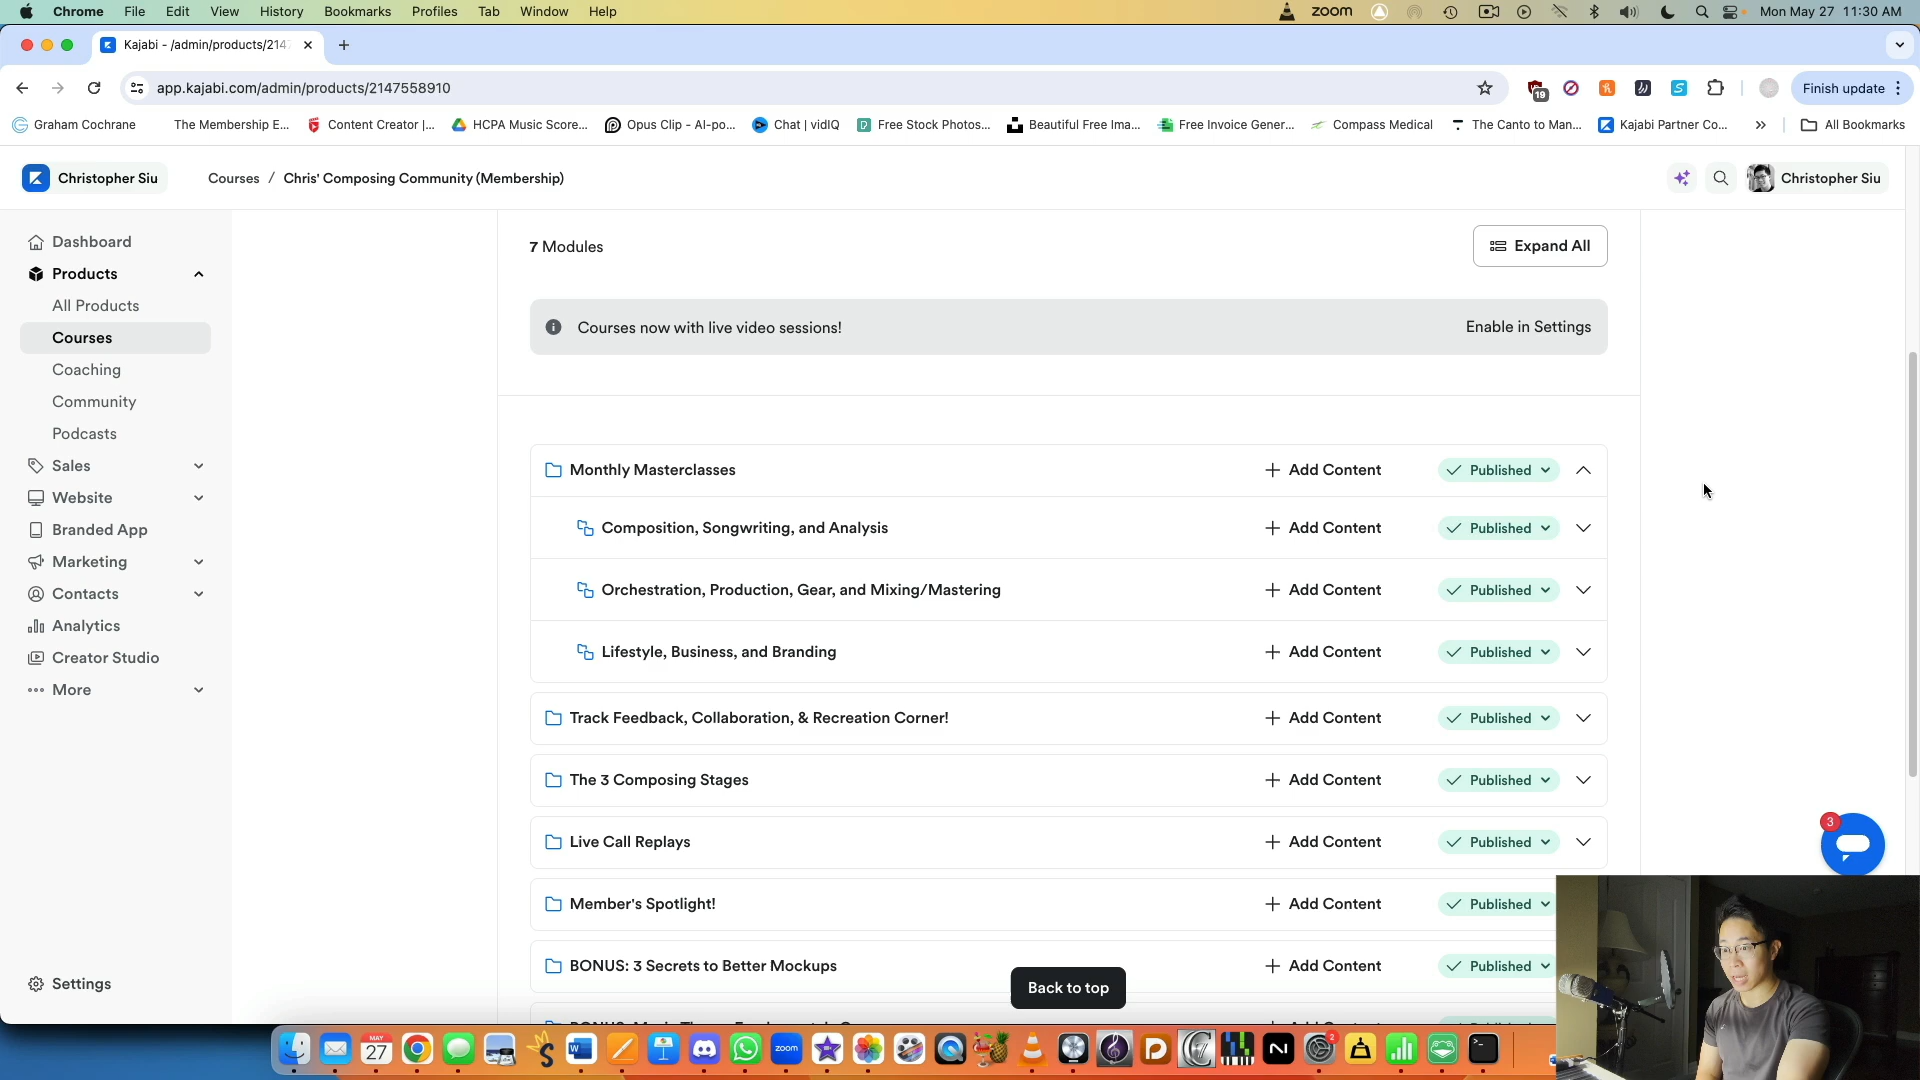 Chrome File Edit View History Bookmarks Profiles Tab Window Help zoom Mon May 27 11:30 AM
Kajabi - /admin/products/214
app.kajabi.com/admin/products/2147558910 19 Finish update
Graham Cochrane The Membership E... Content Creator |... HCPA Music Score... Opus Clip - AI-po... Chat | vidIQ Free Stock Photos... Beautiful Free Ima... Free Invoice Gener... Compass Medical The Canto to Man... Kajabi Partner Co... » All Bookmarks
Christopher Siu Courses / Chris' Composing Community (Membership) Christopher Siu
Dashboard
Products
All Products
Courses
Coaching
Community
Podcasts
Sales
Website
Branded App
Marketing
Contacts
Analytics
Creator Studio
More
Settings
7 Modules Expand All
Courses now with live video sessions! Enable in Settings
Monthly Masterclasses + Add Content Published
Composition, Songwriting, and Analysis + Add Content Published
Orchestration, Production, Gear, and Mixing/Mastering + Add Content Published
Lifestyle, Business, and Branding + Add Content Published
Track Feedback, Collaboration, & Recreation Corner! + Add Content Published
The 3 Composing Stages + Add Content Published
Live Call Replays + Add Content Published
3
Member's Spotlight! + Add Content Published
BONUS: 3 Secrets to Better Mockups + Add Content Published
Back to top
MAY
27
zoom
2